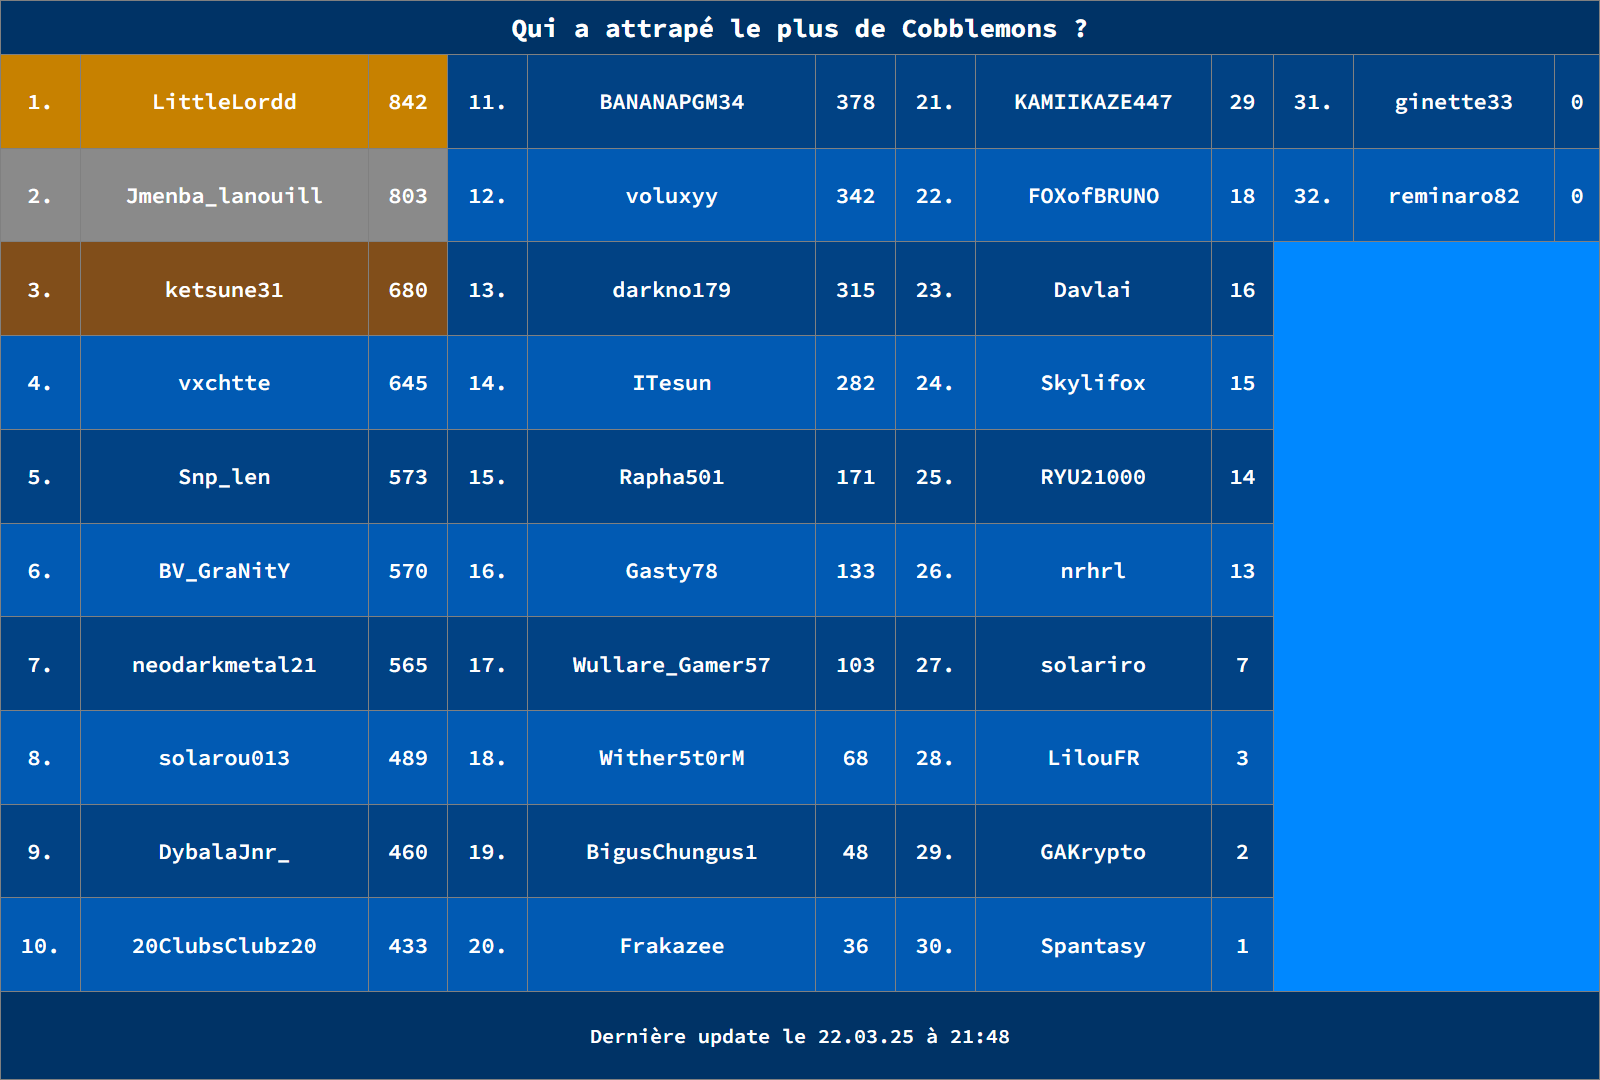 Qui a attrapé le plus de Cobblemons ?
1. LittleLordd 842
2. Jmenba_lanouill 803
3. ketsune31 680
4. vxchtte 645
5. Snp_len 573
6. BV_GraNitY 570
7. neodarkmetal21 565
8. solarou013 489
9. DybalaJnr_ 460
10. 20ClubsClubz20 433
11. BANANAPGM34 378
12. voluxyy 342
13. darkno179 315
14. ITesun 282
15. Rapha501 171
16. Gasty78 133
17. Wullare_Gamer57 103
18. Wither5t0rM 68
19. BigusChungus1 48
20. Frakazee 36
21. KAMIIKAZE447 29
22. FOXofBRUNO 18
23. Davlai 16
24. Skylifox 15
25. RYU21000 14
26. nrhrl 13
27. solariro 7
28. LilouFR 3
29. GAKrypto 2
30. Spantasy 1
31. ginette33 0
32. reminaro82 0
Dernière update le 22.03.25 à 21:48